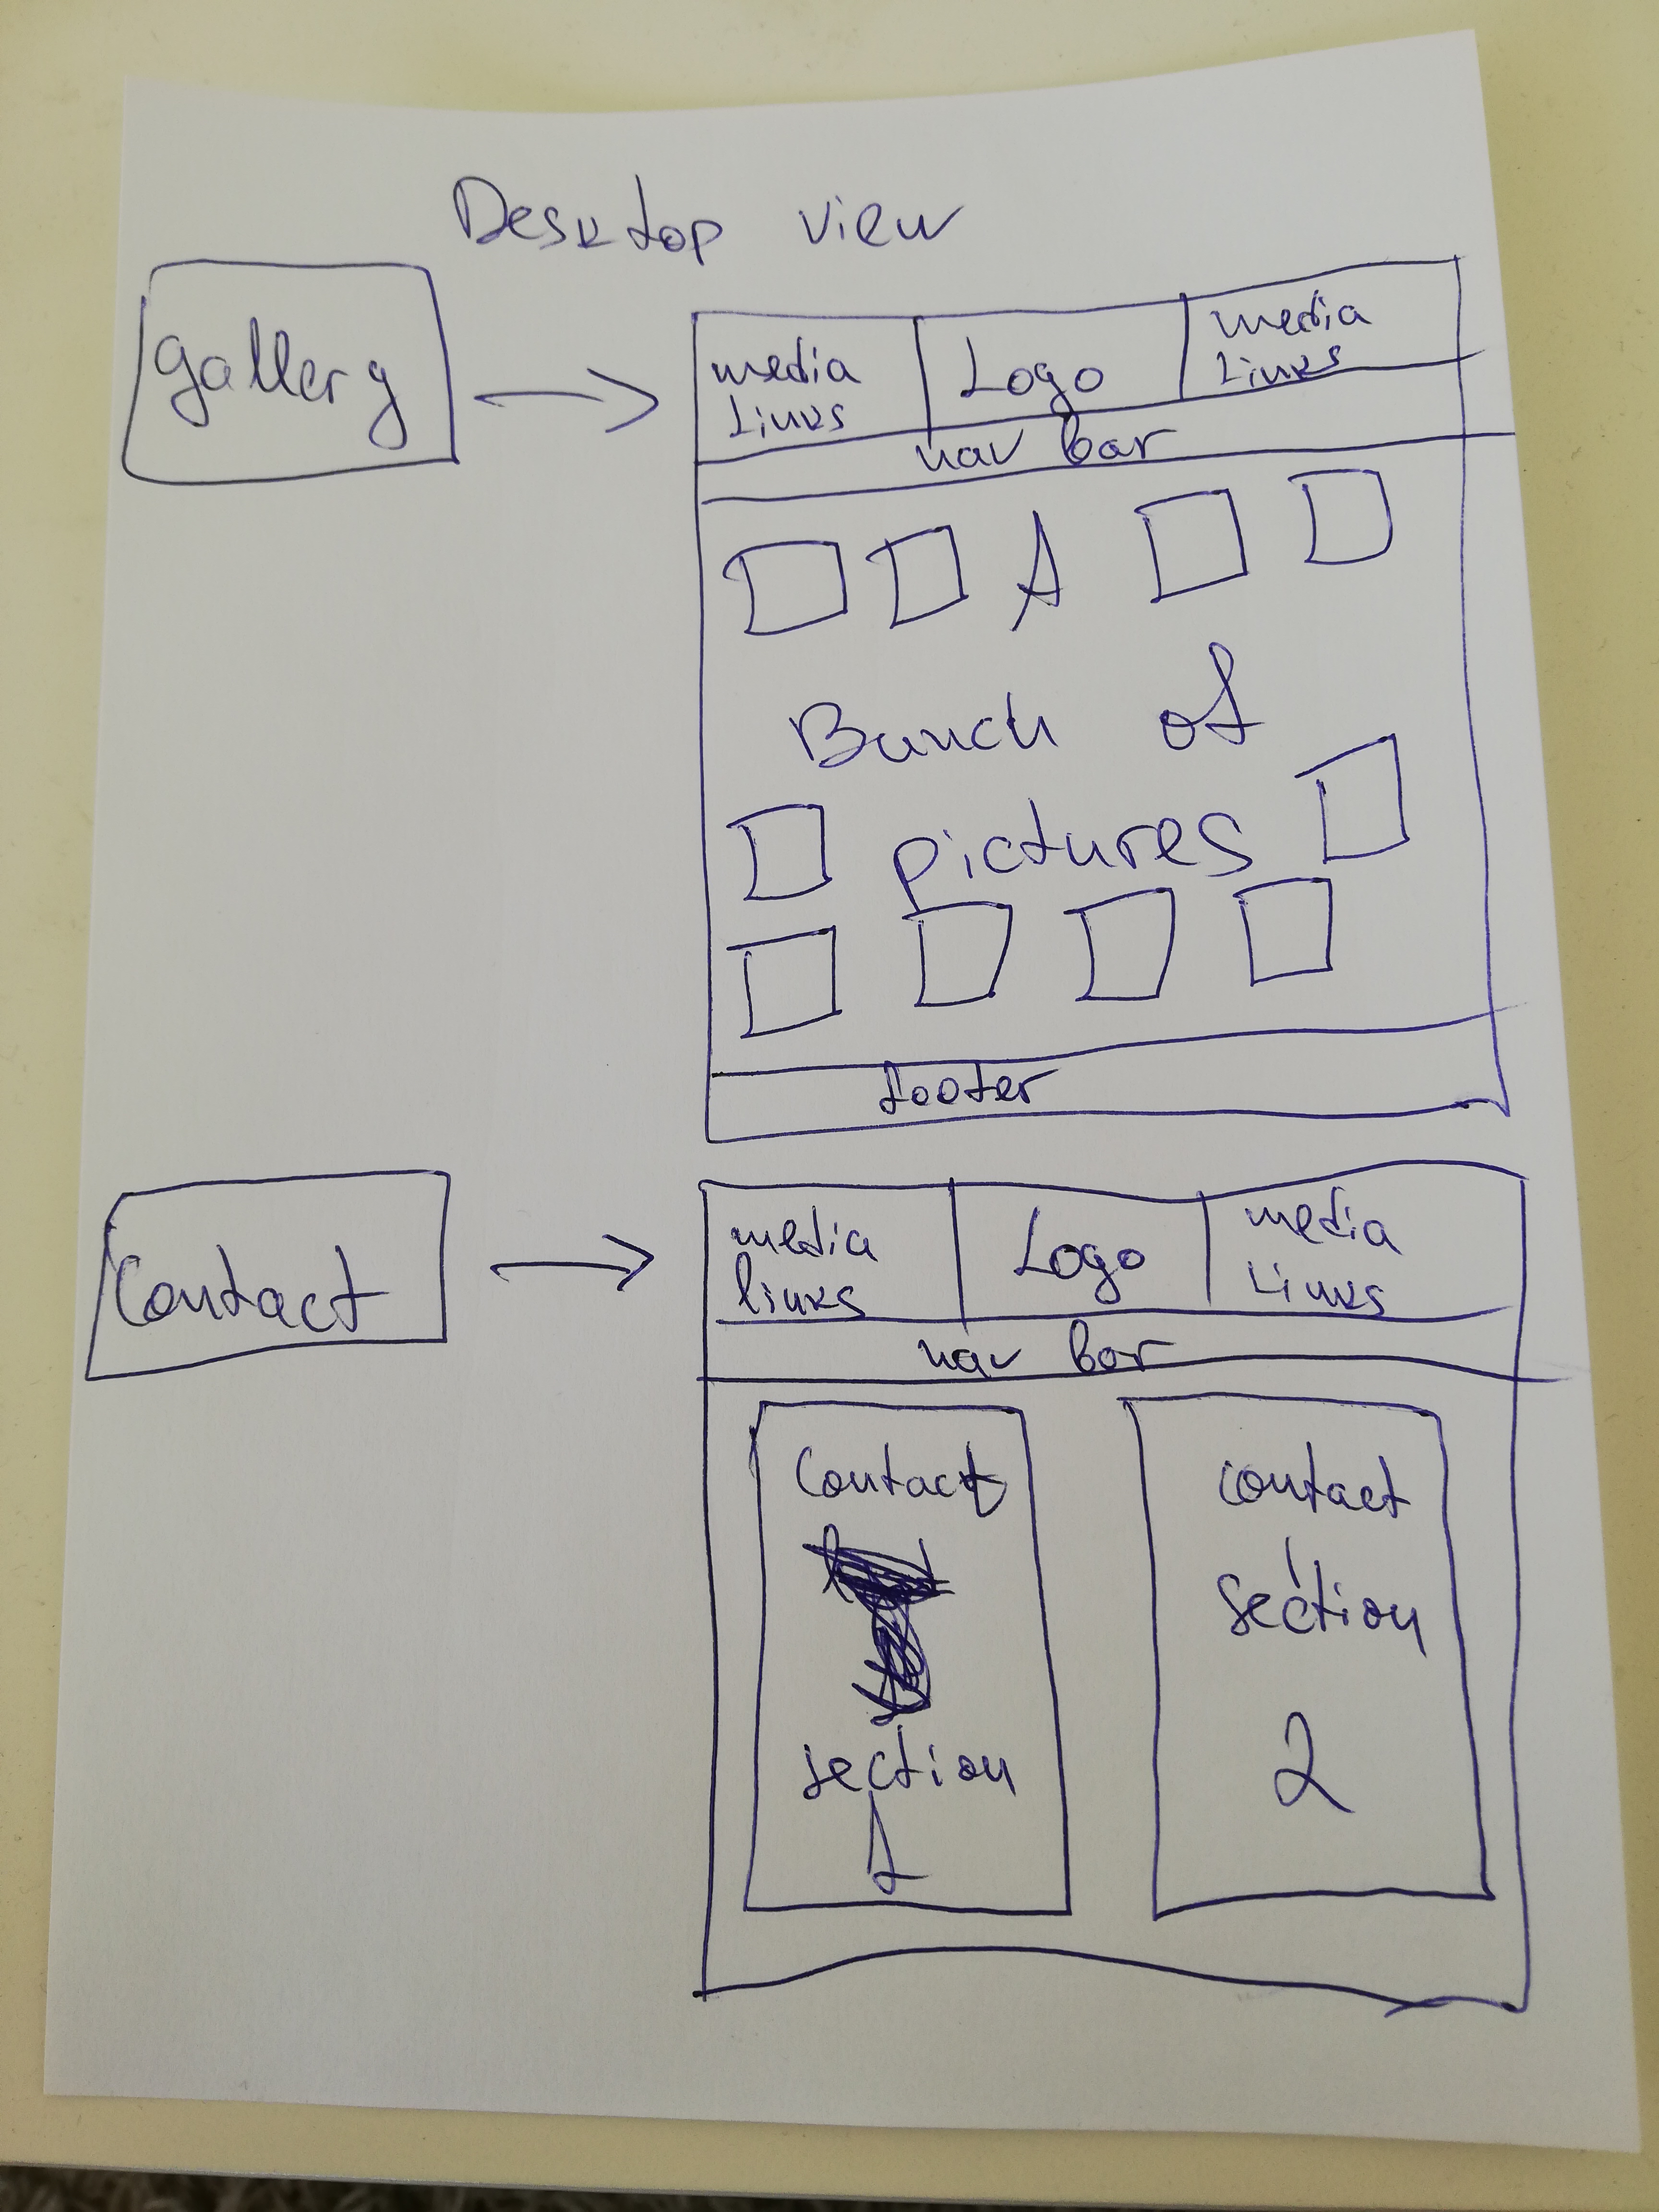 Desktop view
gallery
media
Links
Logo
media
Links
nav bar
A
Bunch of
pictures
footer
Contact
media
links
Logo
media
Links
nav bar
Contact
section
1
contact
section
2